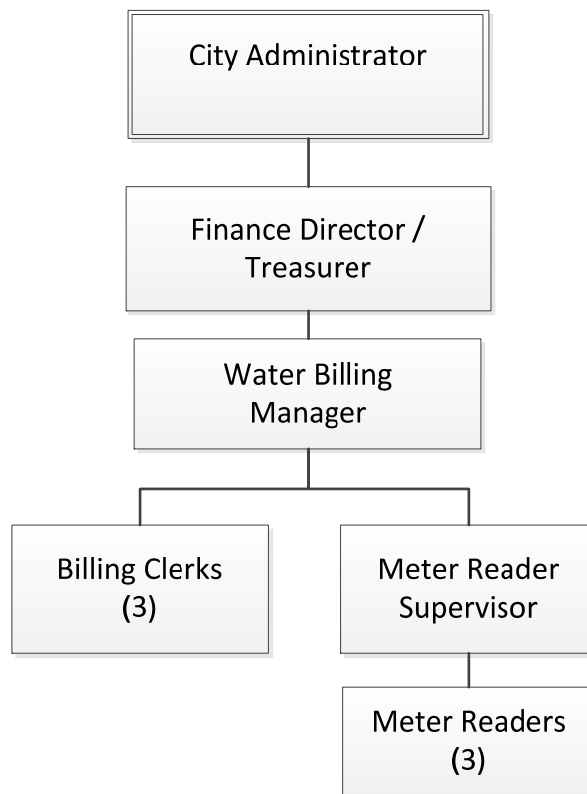 City Administrator
Finance Director /
Treasurer
Water Billing
Manager
Billing Clerks
(3)
Meter Reader
Supervisor
Meter Readers
(3)